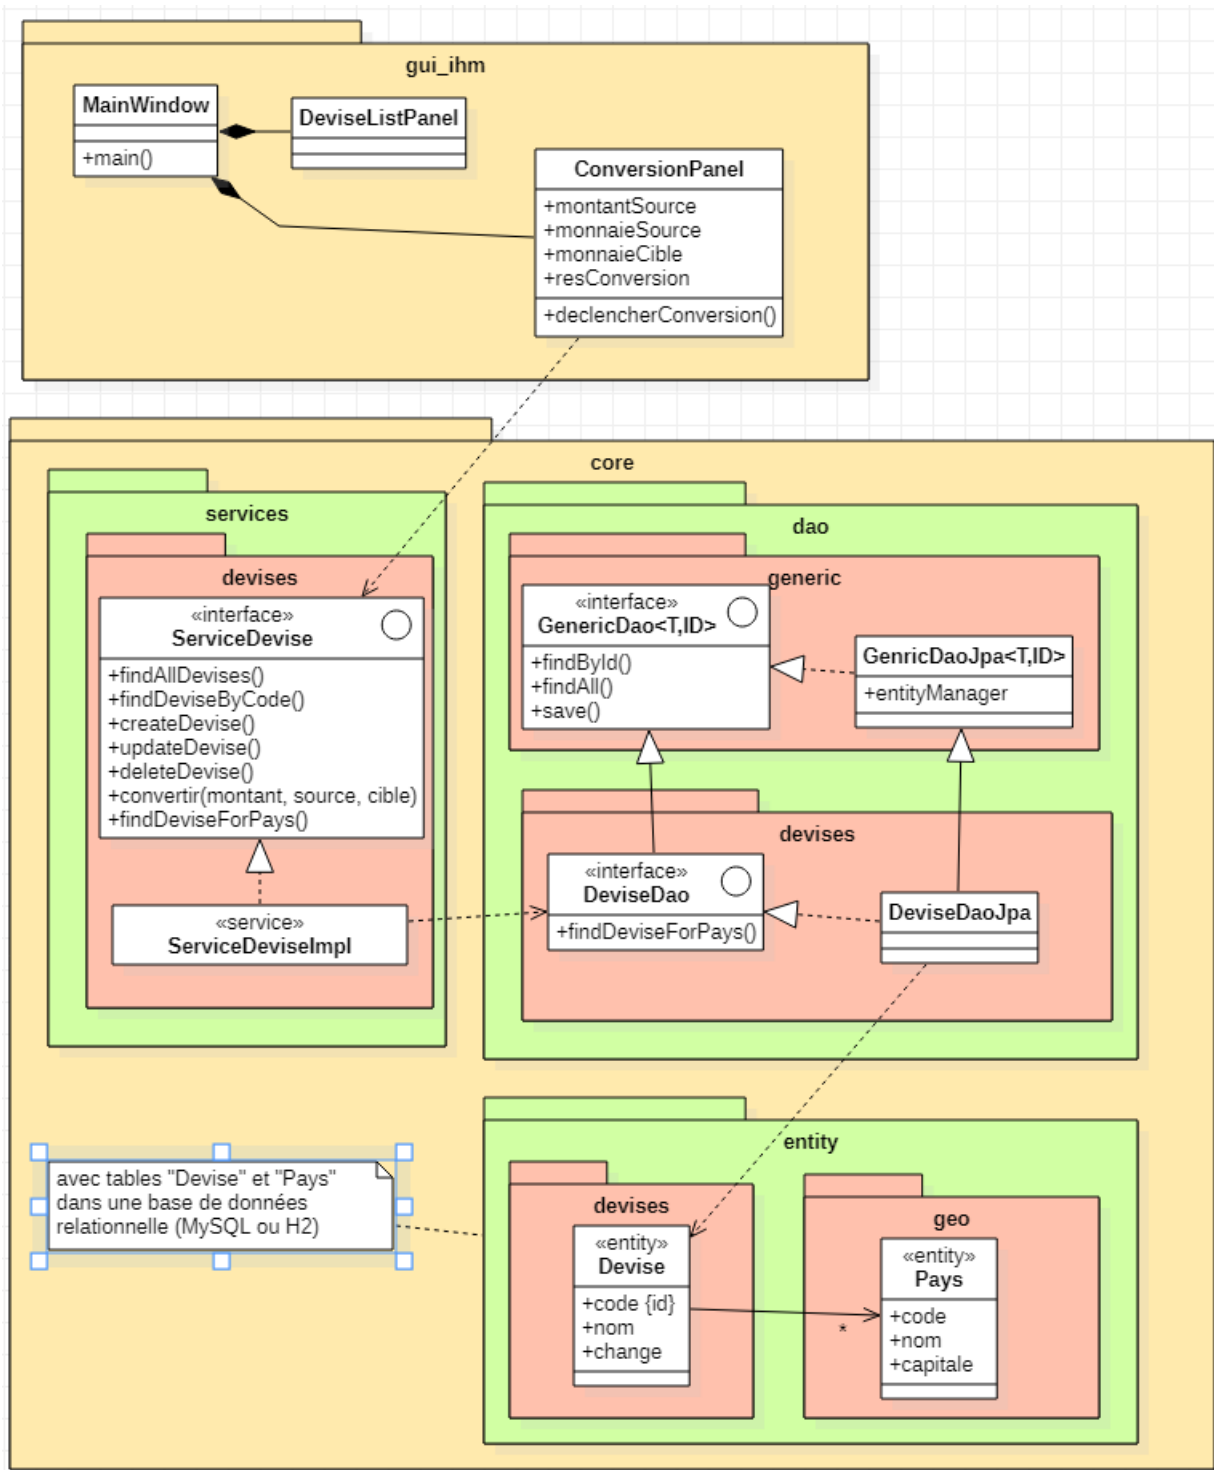 gui_ihm
MainWindow
+main()
DeviseListPanel
ConversionPanel
+montantSource
+monnaieSource
+monnaieCible
+resConversion
+declencherConversion()
core
services
devises
«interface»
ServiceDevise
+findAllDevises()
+findDeviseByCode()
+createDevise()
+updateDevise()
+deleteDevise()
+convertir(montant, source, cible)
+findDeviseForPays()
«service»
ServiceDeviseImpl
dao
generic
«interface»
GenericDao<T,ID>
+findById()
+findAll()
+save()
GenricDaoJpa<T,ID>
+entityManager
devises
«interface»
DeviseDao
+findDeviseForPays()
DeviseDaoJpa
avec tables "Devise" et "Pays"
dans une base de données
relationnelle (MySQL ou H2)
entity
devises
«entity»
Devise
+code {id}
+nom
+change
*
geo
«entity»
Pays
+code
+nom
+capitale